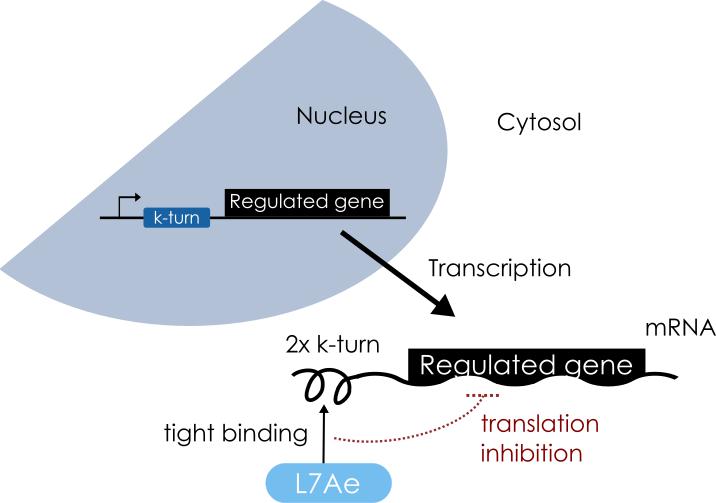 Nucleus
Cytosol
Regulated gene
k-turn
Transcription
mRNA
2x k-turn
Regulated gene
tight binding
translation
inhibition
L7Ae